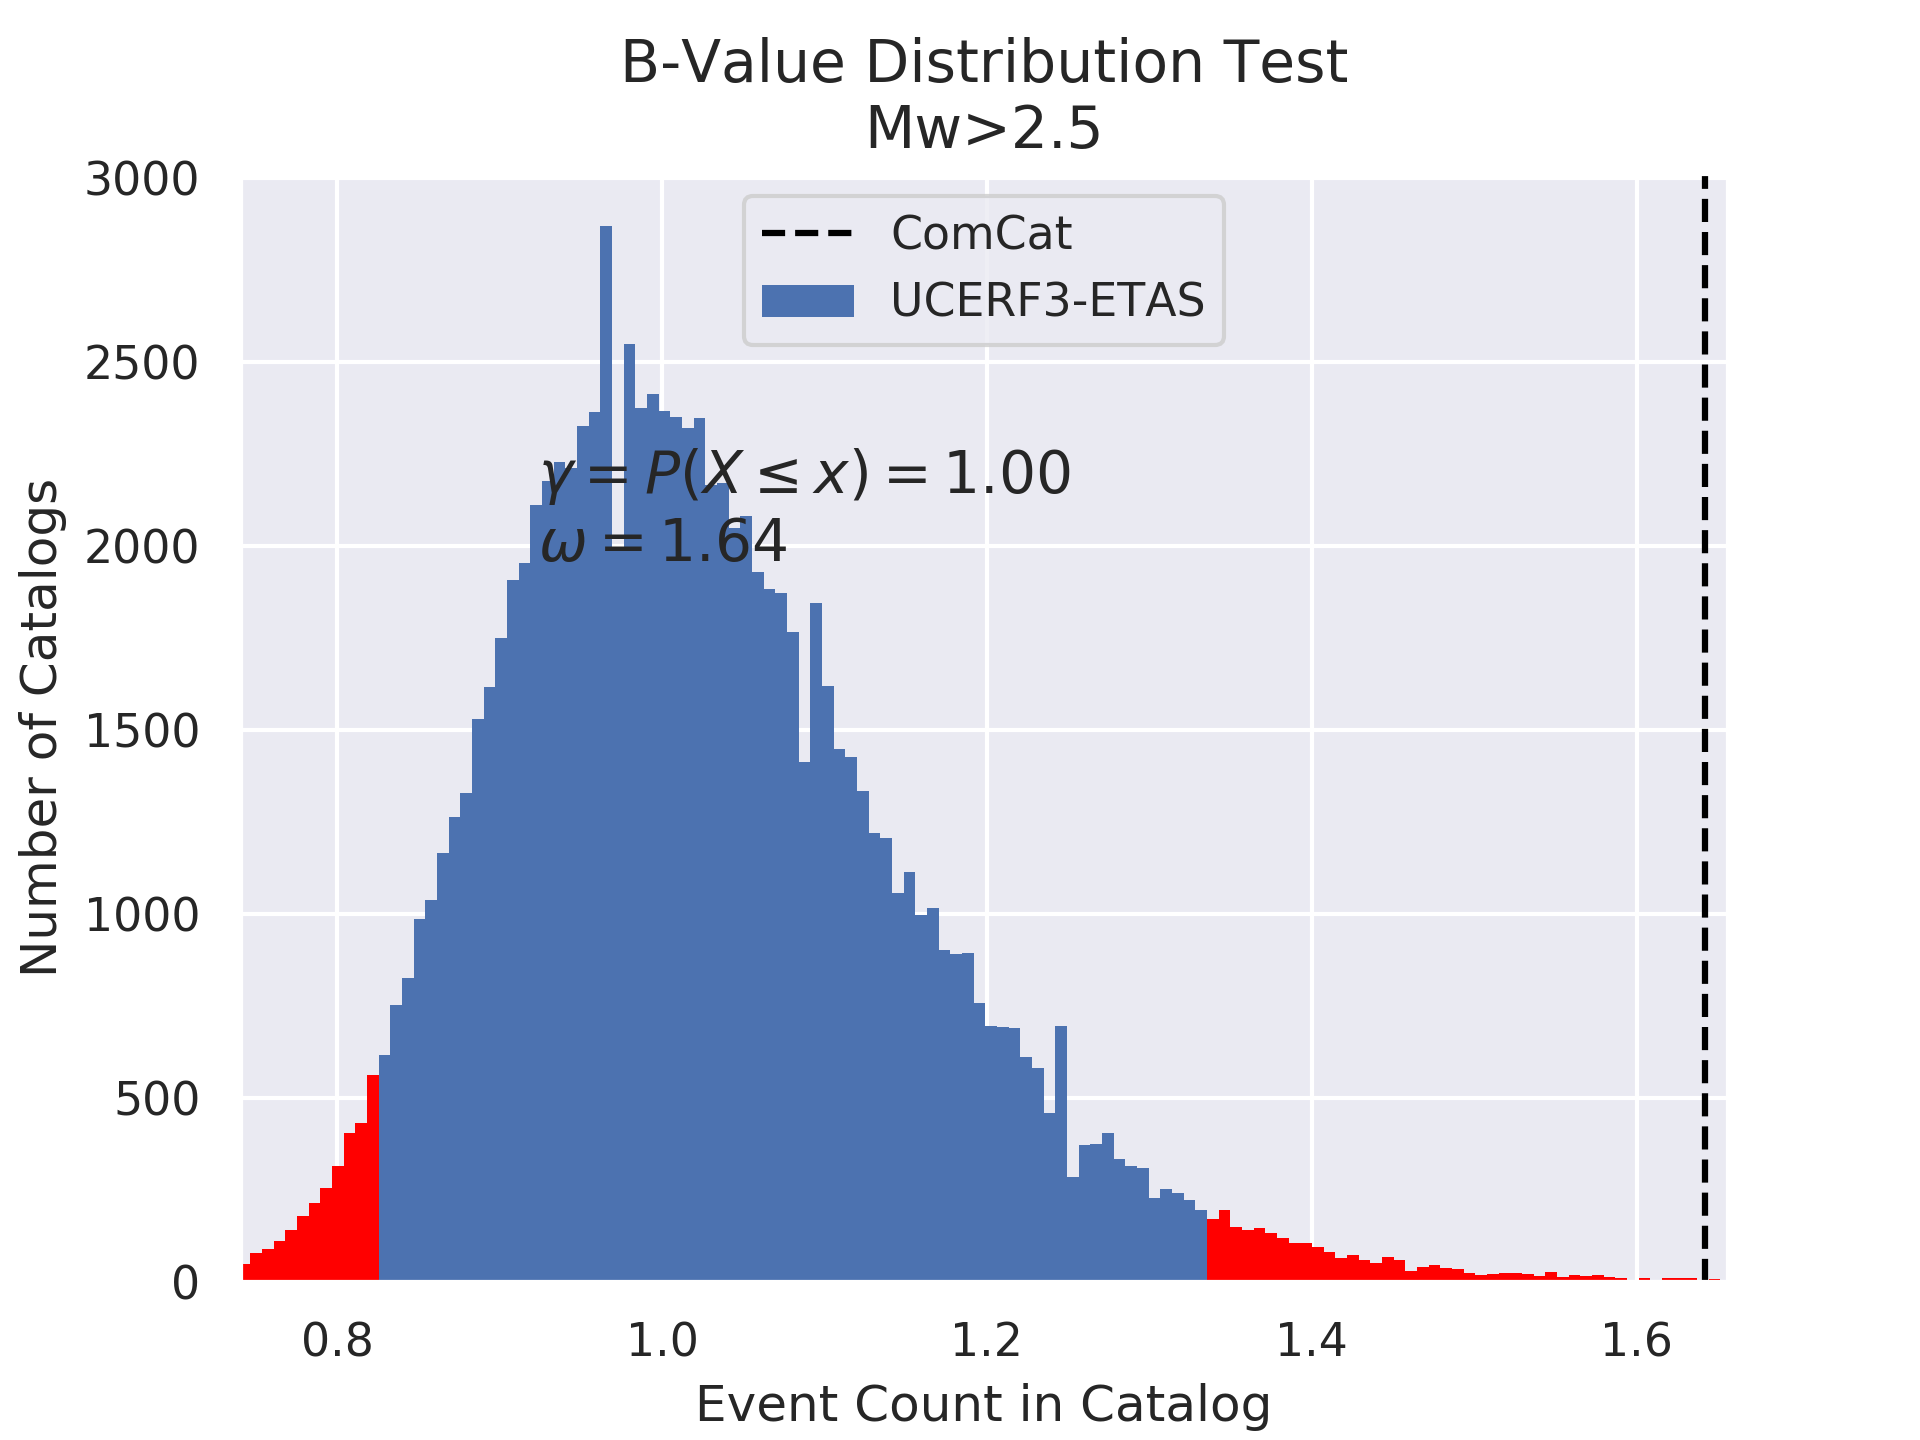 B-Value Distribution Test
Mw>2.5
3000
2500
2000
1500
1000
500
0
Number of Catalogs
ComCat
UCERF3-ETAS
γ = P(X ≤ x) = 1.00
ω = 1.64
0.8 1.0 1.2 1.4 1.6
Event Count in Catalog